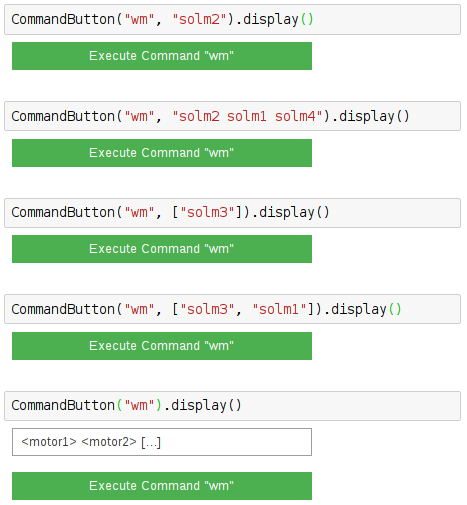 CommandButton("wm", "solm2").display()
Execute Command "wm"
CommandButton("wm", "solm2 solm1 solm4").display()
Execute Command "wm"
CommandButton("wm", ["solm3"]).display()
Execute Command "wm"
CommandButton("wm", ["solm3", "solm1"]).display()
Execute Command "wm"
CommandButton("wm").display()
<motor1> <motor2> [...]
Execute Command "wm"